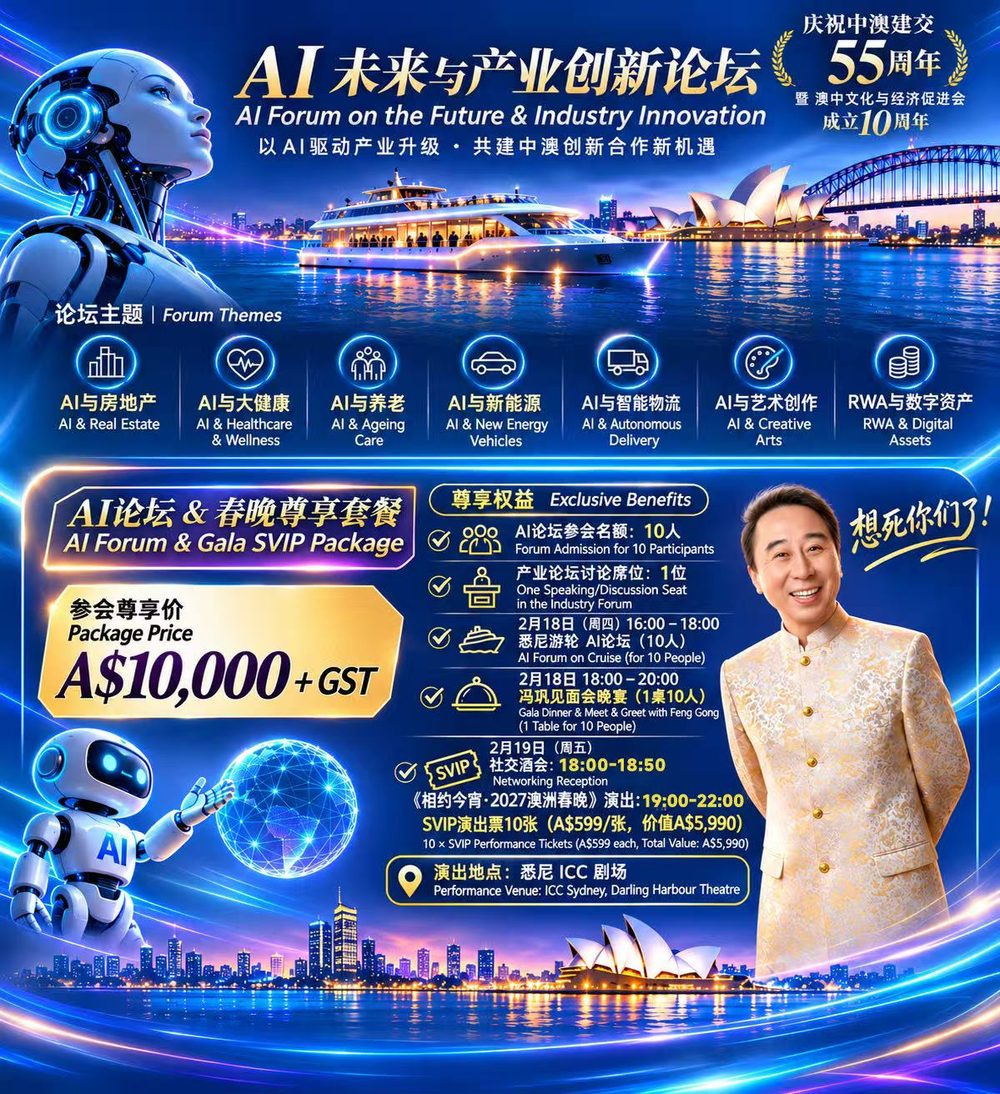 庆祝中澳建交
55周年
暨 澳中文化与经济促进会
成立10周年
AI 未来与产业创新论坛
AI Forum on the Future & Industry Innovation
以AI驱动产业升级 · 共建中澳创新合作新机遇
论坛主题 | Forum Themes
AI与房地产
AI & Real Estate
AI与大健康
AI & Healthcare
& Wellness
AI与养老
AI & Ageing
Care
AI与新能源
AI & New Energy
Vehicles
AI与智能物流
AI & Autonomous
Delivery
AI与艺术创作
AI & Creative
Arts
RWA与数字资产
RWA & Digital
Assets
AI论坛 & 春晚尊享套餐
AI Forum & Gala SVIP Package
参会尊享价
Package Price
A$10,000 + GST
AI
尊享权益 Exclusive Benefits
AI论坛参会名额：10人
Forum Admission for 10 Participants
产业论坛讨论席位：1位
One Speaking/Discussion Seat
in the Industry Forum
2月18日（周四）16:00 – 18:00
悉尼游轮 AI论坛（10人）
AI Forum on Cruise (for 10 People)
2月18日 18:00 – 20:00
冯巩见面会晚宴（1桌10人）
Gala Dinner & Meet & Greet with Feng Gong
(1 Table for 10 People)
SVIP
2月19日（周五）
社交酒会：18:00-18:50
Networking Reception
《相约今宵·2027澳洲春晚》演出：19:00-22:00
SVIP演出票10张（A$599/张，价值A$5,990）
10 × SVIP Performance Tickets (A$599 each, Total Value: A$5,990)
演出地点：悉尼 ICC 剧场
Performance Venue: ICC Sydney, Darling Harbour Theatre
想死你们了!